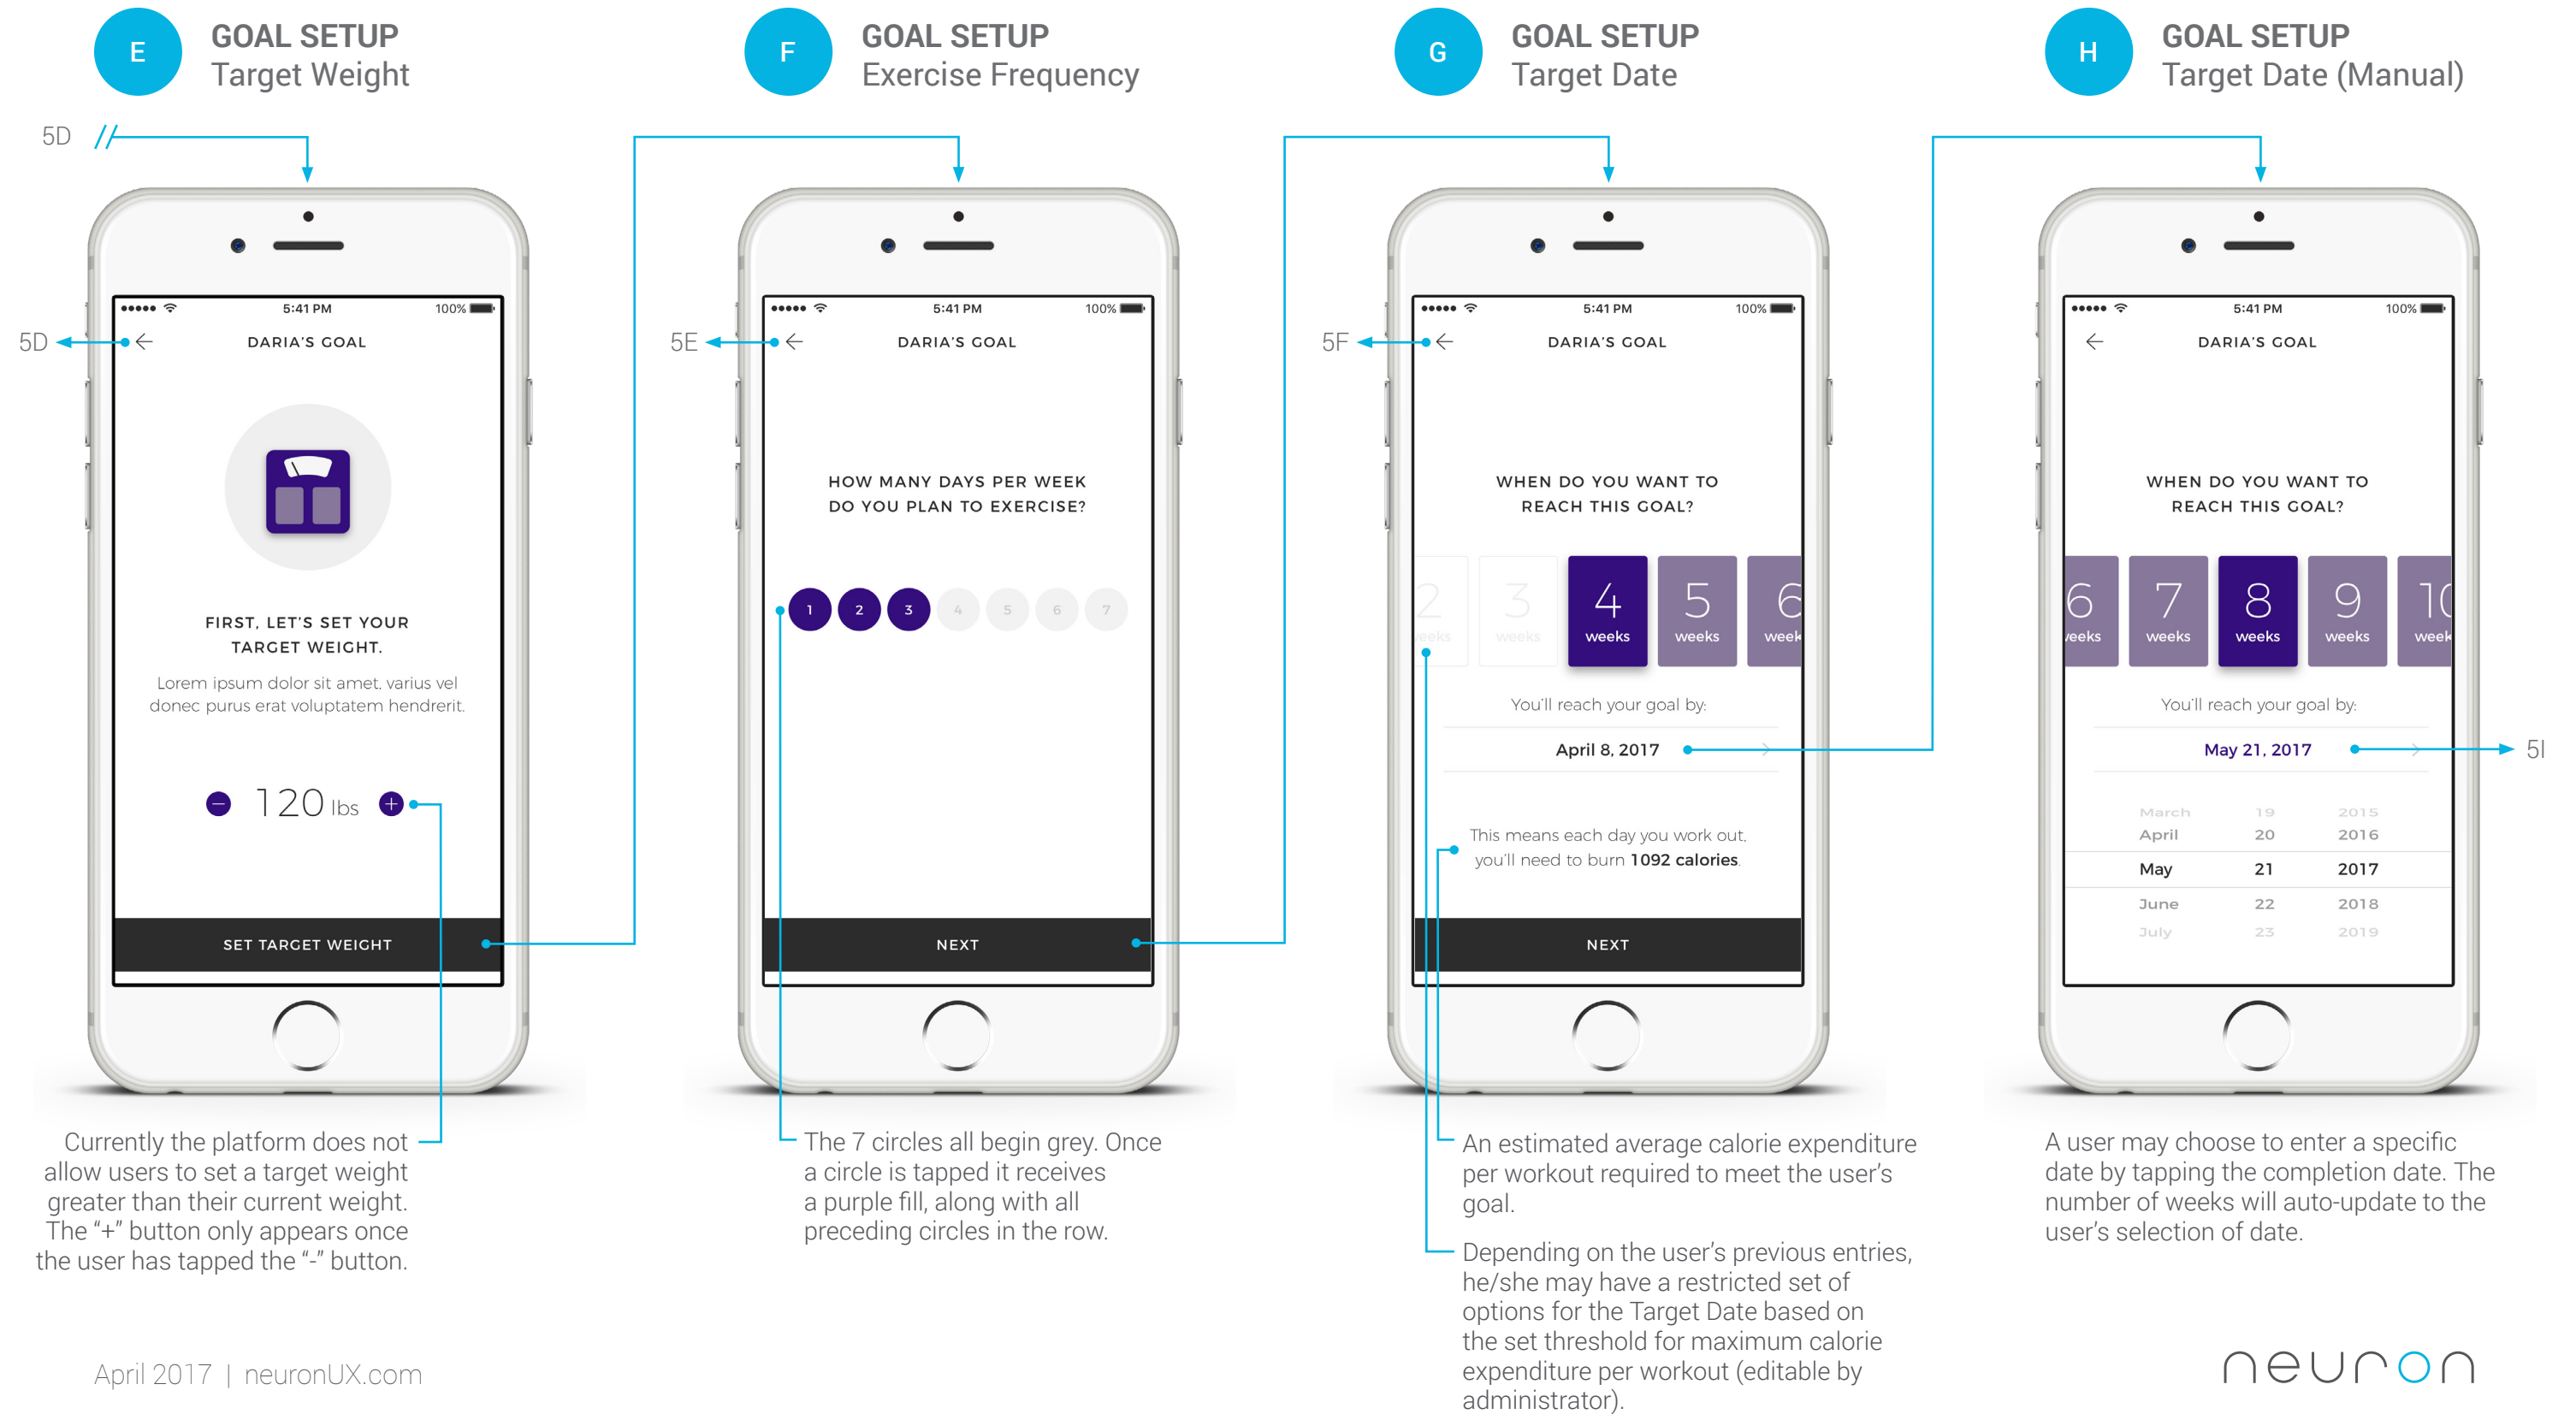 E
GOAL SETUP
Target Weight
F
GOAL SETUP
Exercise Frequency
G
GOAL SETUP
Target Date
H
GOAL SETUP
Target Date (Manual)
5D
5:41 PM
100%
5D
DARIA'S GOAL
FIRST, LET'S SET YOUR
TARGET WEIGHT.
Lorem ipsum dolor sit amet, varius vel
donec purus erat voluptatem hendrerit.
− 120 lbs +
SET TARGET WEIGHT
Currently the platform does not
allow users to set a target weight
greater than their current weight.
The “+” button only appears once
the user has tapped the “-” button.
5:41 PM
100%
5E
DARIA'S GOAL
HOW MANY DAYS PER WEEK
DO YOU PLAN TO EXERCISE?
1 2 3 4 5 6 7
NEXT
The 7 circles all begin grey. Once
a circle is tapped it receives
a purple fill, along with all
preceding circles in the row.
5:41 PM
100%
5F
DARIA'S GOAL
WHEN DO YOU WANT TO
REACH THIS GOAL?
2 3 4 5 6
weeks weeks weeks weeks week
You'll reach your goal by:
April 8, 2017
This means each day you work out,
you'll need to burn 1092 calories.
NEXT
An estimated average calorie expenditure
per workout required to meet the user's
goal.
Depending on the user's previous entries,
he/she may have a restricted set of
options for the Target Date based on
the set threshold for maximum calorie
expenditure per workout (editable by
administrator).
5:41 PM
100%
DARIA'S GOAL
WHEN DO YOU WANT TO
REACH THIS GOAL?
6 7 8 9 10
weeks weeks weeks weeks week
You'll reach your goal by:
May 21, 2017
5I
March 19 2015
April 20 2016
May 21 2017
June 22 2018
July 23 2019
A user may choose to enter a specific
date by tapping the completion date. The
number of weeks will auto-update to the
user's selection of date.
April 2017 | neuronUX.com
neuron